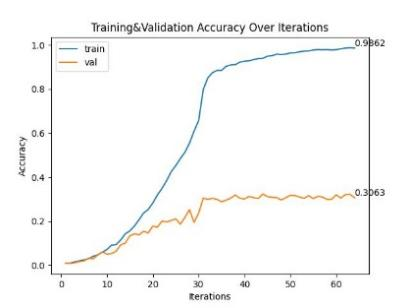 Training&Validation Accuracy Over Iterations
1.0
0.9862
train
val
0.8
0.6
Accuracy
0.4
0.3063
0.2
0.0
0 10 20 30 40 50 60
Iterations